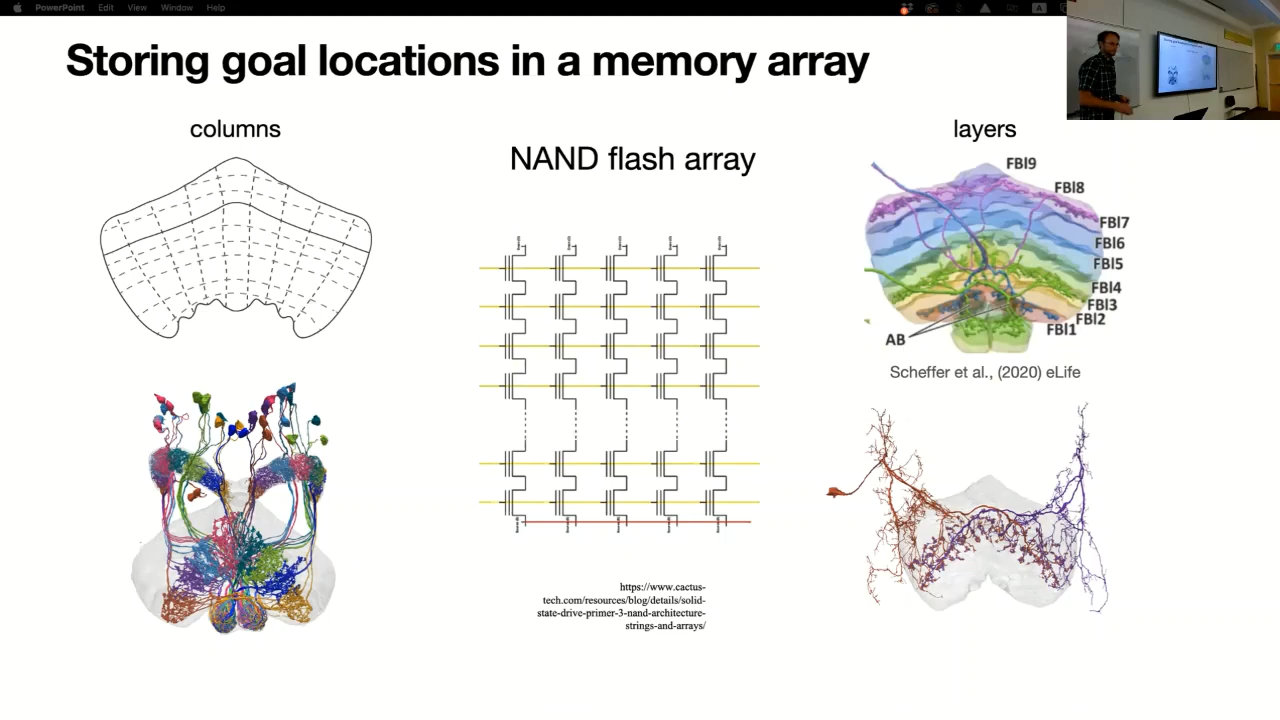 PowerPoint Edit View Window Help
A
Storing goal locations in a memory array
columns
NAND flash array
layers
FBl9
FBl8
FBl7
FBl6
FBl5
FBl4
FBl3
FBl2
FBl1
AB
Scheffer et al., (2020) eLife
https://www.cactus-
tech.com/resources/blog/details/solid-
state-drive-primer-3-nand-architecture-
strings-and-arrays/